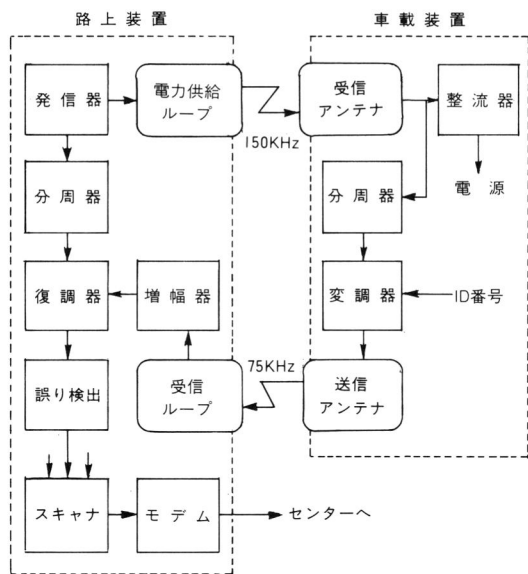 路上装置
車載装置
発信器
電力供給
ループ
受信
アンテナ
整流器
150KHz
電源
分周器
分周器
復調器
増幅器
変調器
ID番号
75KHz
誤り検出
受信
ループ
送信
アンテナ
スキャナ
モデム
センターへ